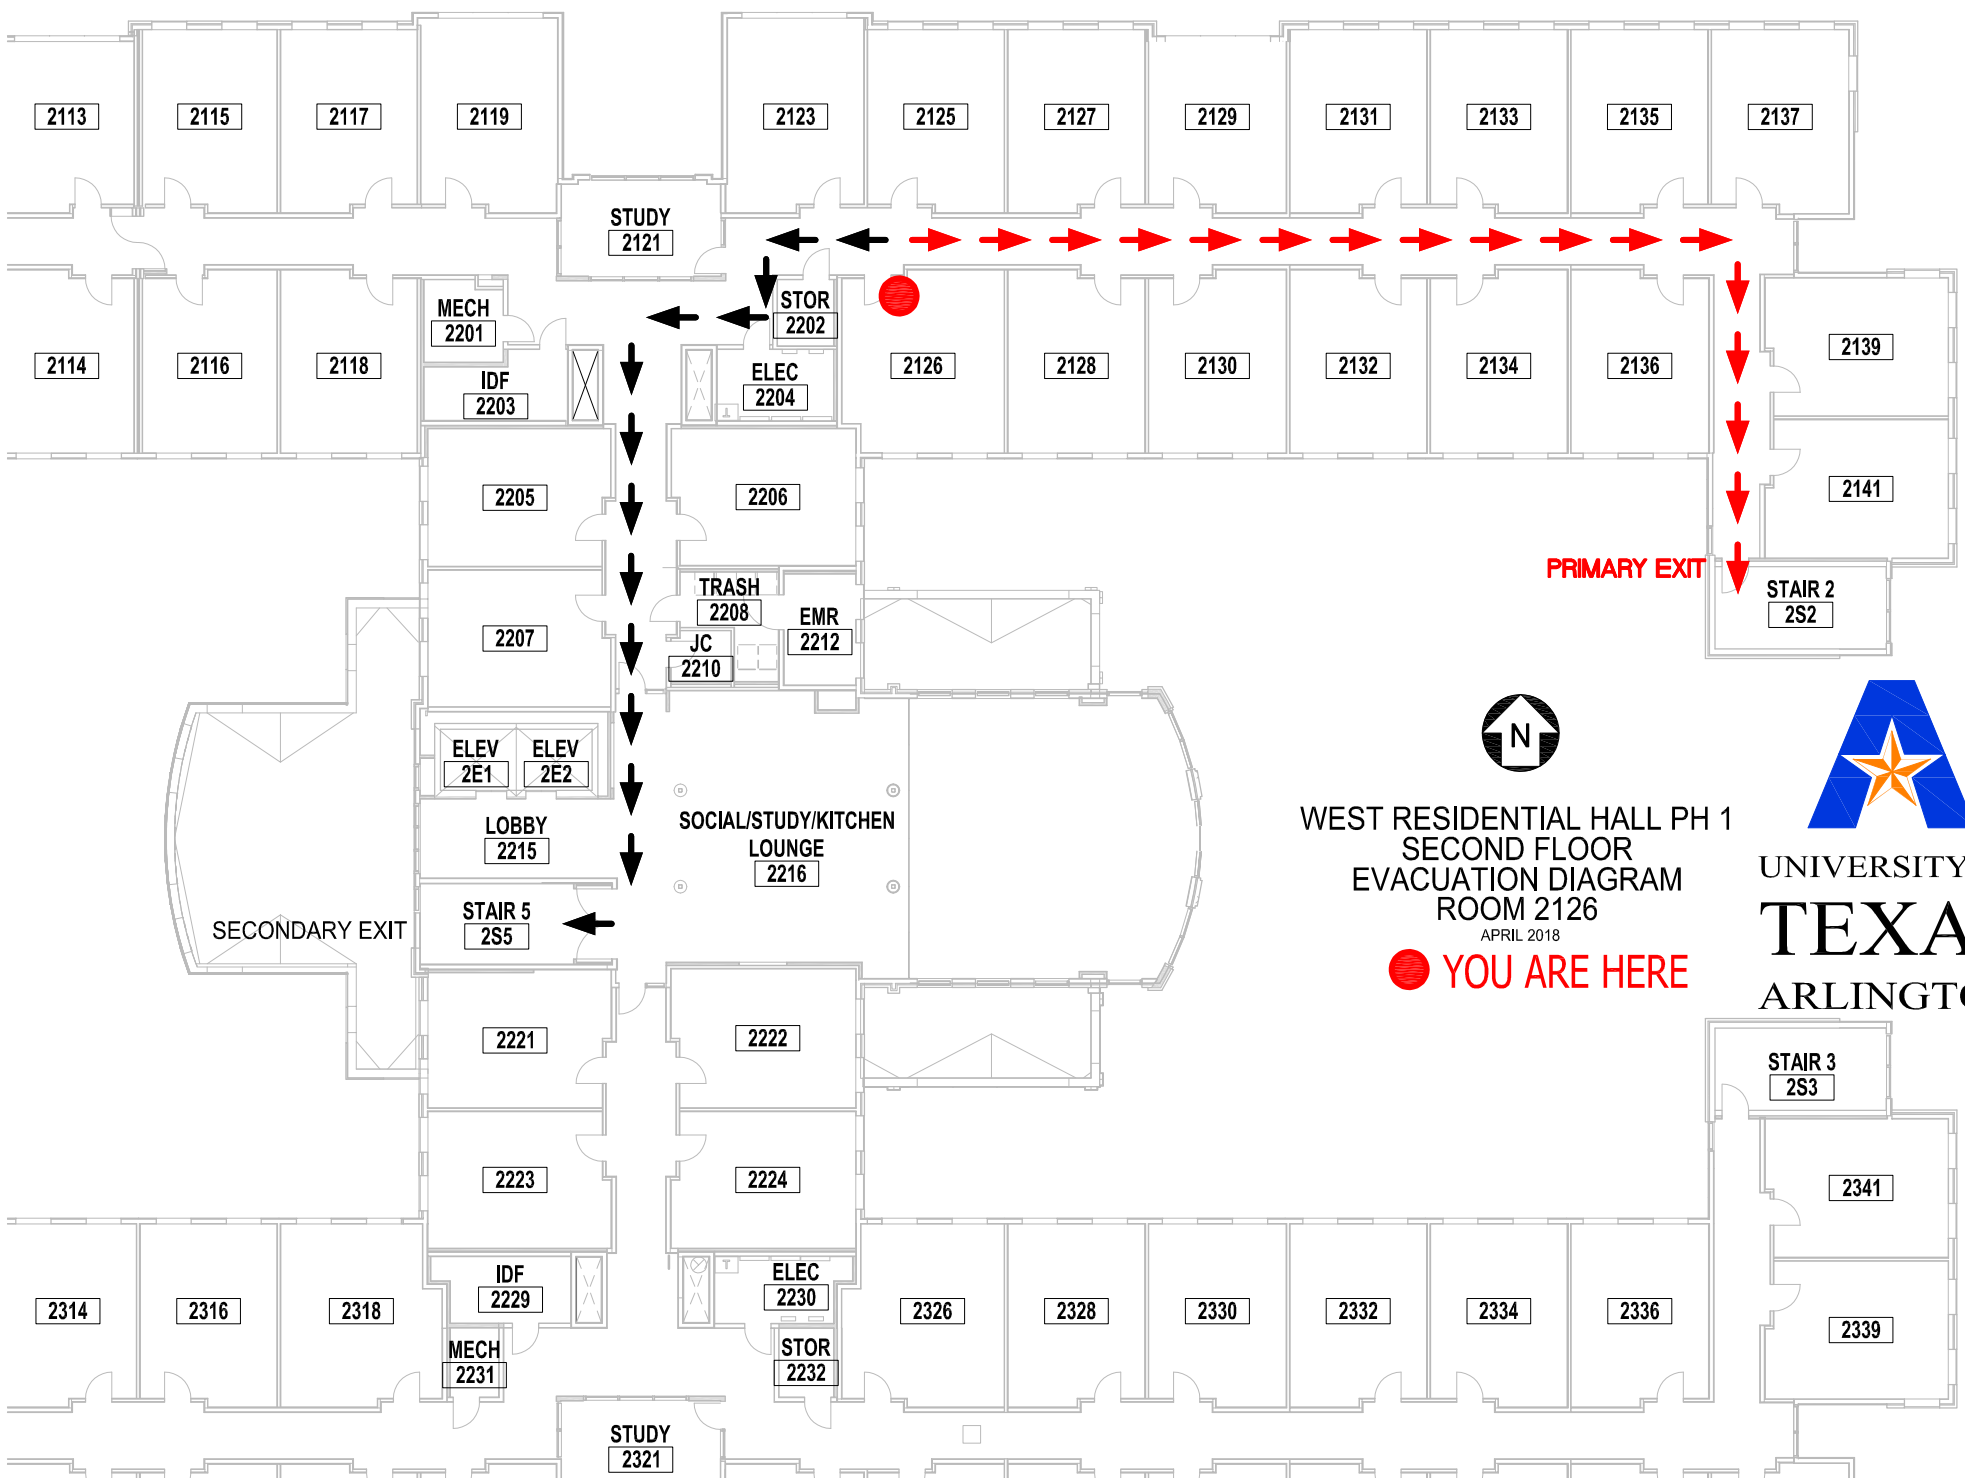 2113
2115
2117
2119
2123
2125
2127
2129
2131
2133
2135
2137
STUDY
2121
MECH
2201
STOR
2202
2114
2116
2118
IDF
2203
ELEC
2204
T
2126
2128
2130
2132
2134
2136
2139
2205
2206
2141
PRIMARY EXIT
STAIR 2
2S2
2207
TRASH
2208
JC
2210
EMR
2212
ELEV
2E1
ELEV
2E2
N
LOBBY
2215
SOCIAL/STUDY/KITCHEN
LOUNGE
2216
WEST RESIDENTIAL HALL PH 1
SECOND FLOOR
EVACUATION DIAGRAM
ROOM 2126
APRIL 2018
YOU ARE HERE
UNIVERSITY
TEXA
ARLINGTO
SECONDARY EXIT
STAIR 5
2S5
2221
2222
STAIR 3
2S3
2223
2224
2341
IDF
2229
T
ELEC
2230
2314
2316
2318
2326
2328
2330
2332
2334
2336
2339
MECH
2231
STOR
2232
STUDY
2321